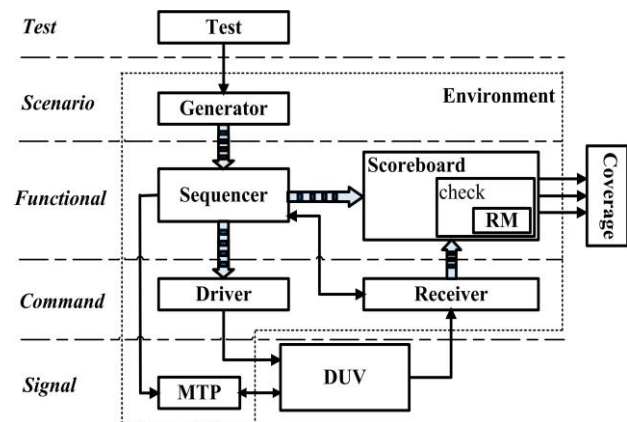 Test
Test
Scenario
Generator
Environment
Functional
Sequencer
Scoreboard
check
RM
Coverage
Command
Driver
Receiver
Signal
MTP
DUV